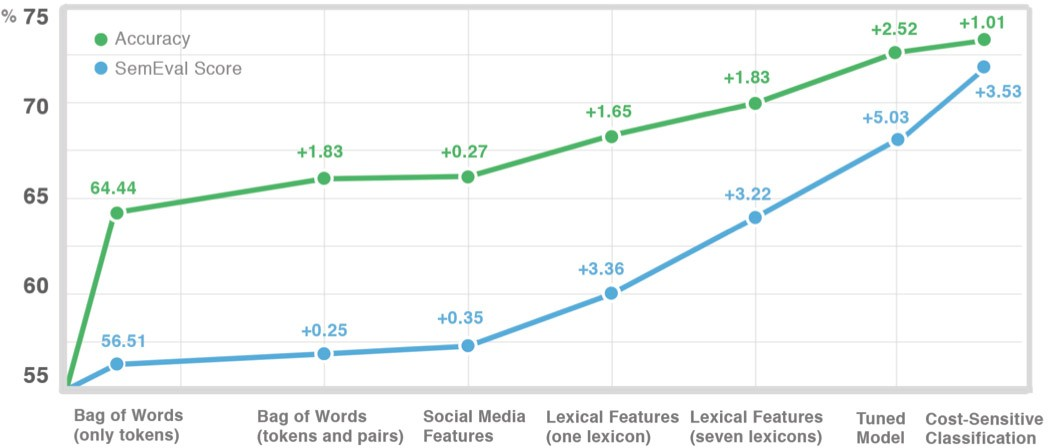 % 75
Accuracy
SemEval Score
70
65
60
55
64.44
+1.83
+0.27
+1.65
+1.83
+2.52
+1.01
56.51
+0.25
+0.35
+3.36
+3.22
+5.03
+3.53
Bag of Words
(only tokens)
Bag of Words
(tokens and pairs)
Social Media
Features
Lexical Features
(one lexicon)
Lexical Features
(seven lexicons)
Tuned
Model
Cost-Sensitive
Classification